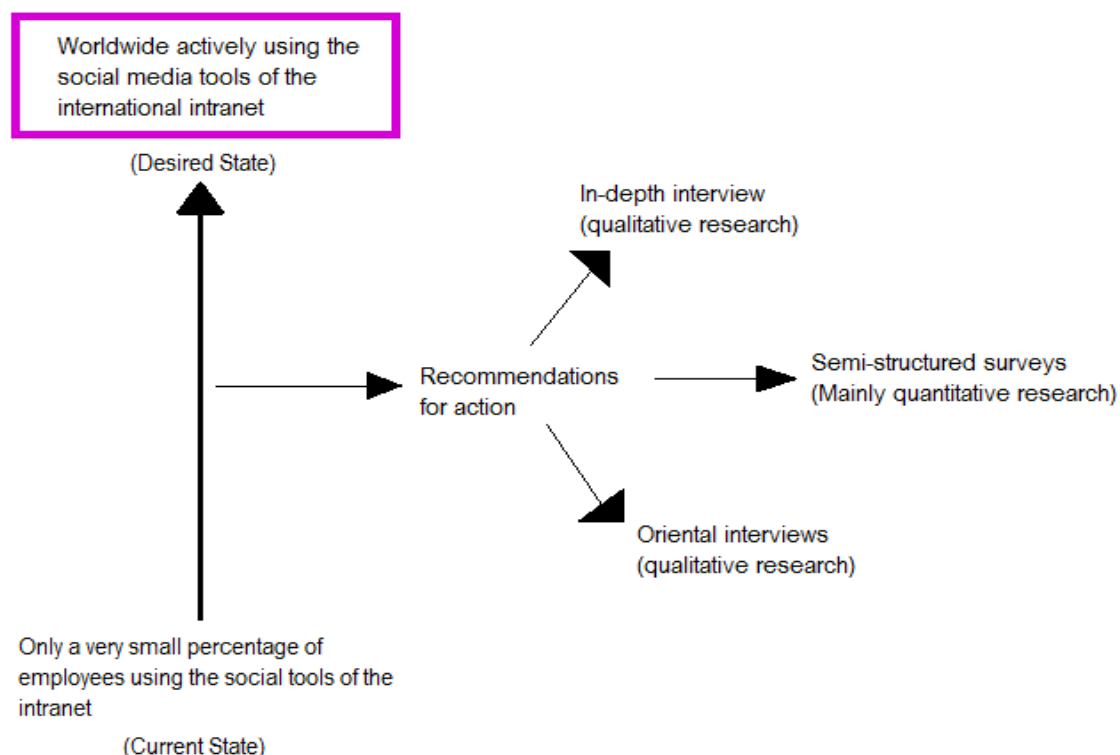 Worldwide actively using the
social media tools of the
international intranet
(Desired State)
In-depth interview
(qualitative research)
Semi-structured surveys
(Mainly quantitative research)
Recommendations
for action
Oriental interviews
(qualitative research)
Only a very small percentage of
employees using the social tools of the
intranet
(Current State)